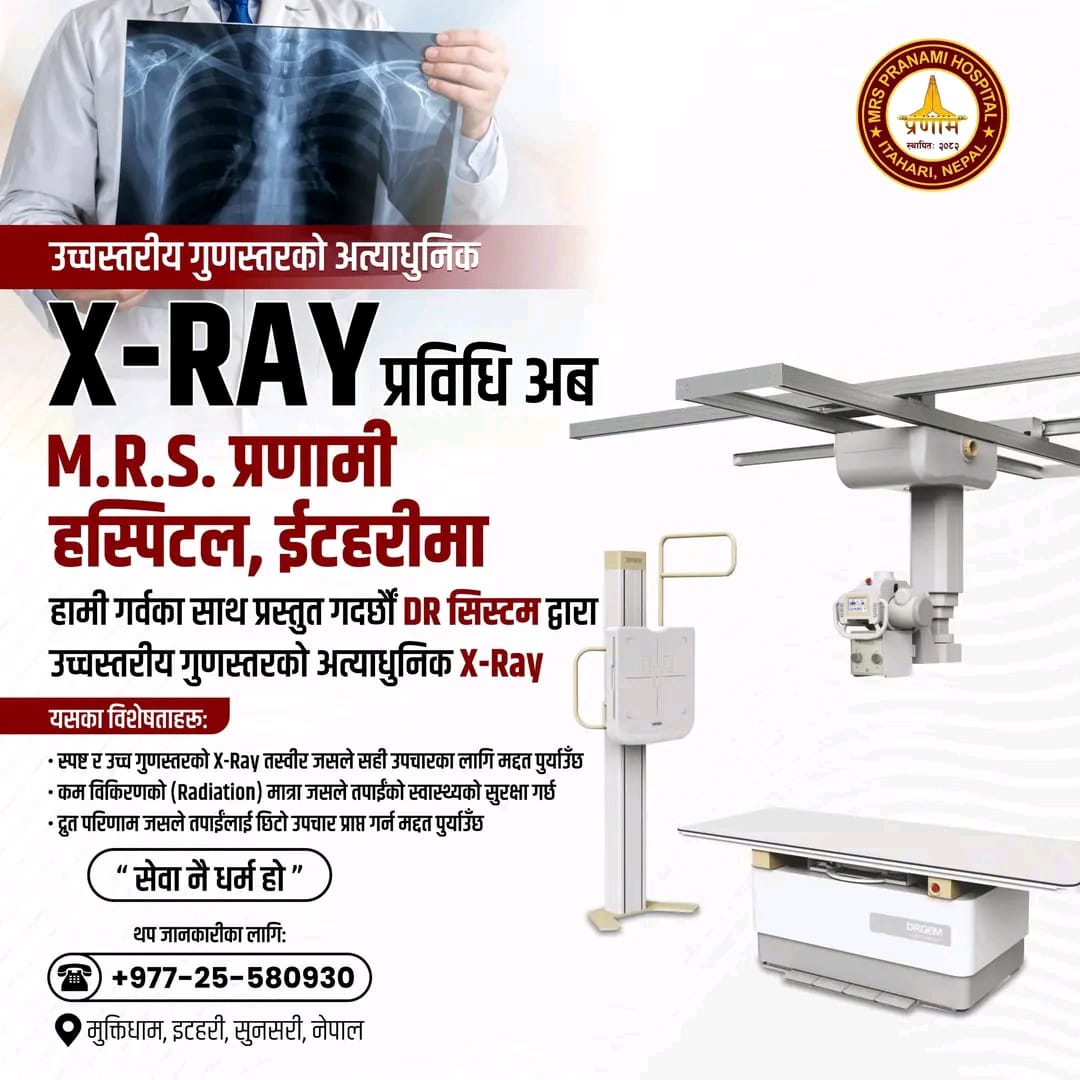 MRS PRANAMI HOSPITAL
प्रणाम
स्थापितः २०८२
ITAHARI, NEPAL
उच्चस्तरीय गुणस्तरको अत्याधुनिक
X-RAY प्रविधि अब
M.R.S. प्रणामी
हस्पिटल, ईटहरीमा
हामी गर्वका साथ प्रस्तुत गदर्छौं DR सिस्टम द्वारा
उच्चस्तरीय गुणस्तरको अत्याधुनिक X-Ray
यसका विशेषताहरू:
• स्पष्ट र उच्च गुणस्तरको X-Ray तस्वीर जसले सही उपचारका लागि मद्दत पुर्याउँछ
• कम विकिरणको (Radiation) मात्रा जसले तपाईंको स्वास्थ्यको सुरक्षा गर्छ
• द्रुत परिणाम जसले तपाईंलाई छिटो उपचार प्राप्त गर्न मद्दत पुर्याउँछ
“ सेवा नै धर्म हो ”
थप जानकारीका लागि:
+977-25-580930
मुक्तिधाम, इटहरी, सुनसरी, नेपाल
DRGEM